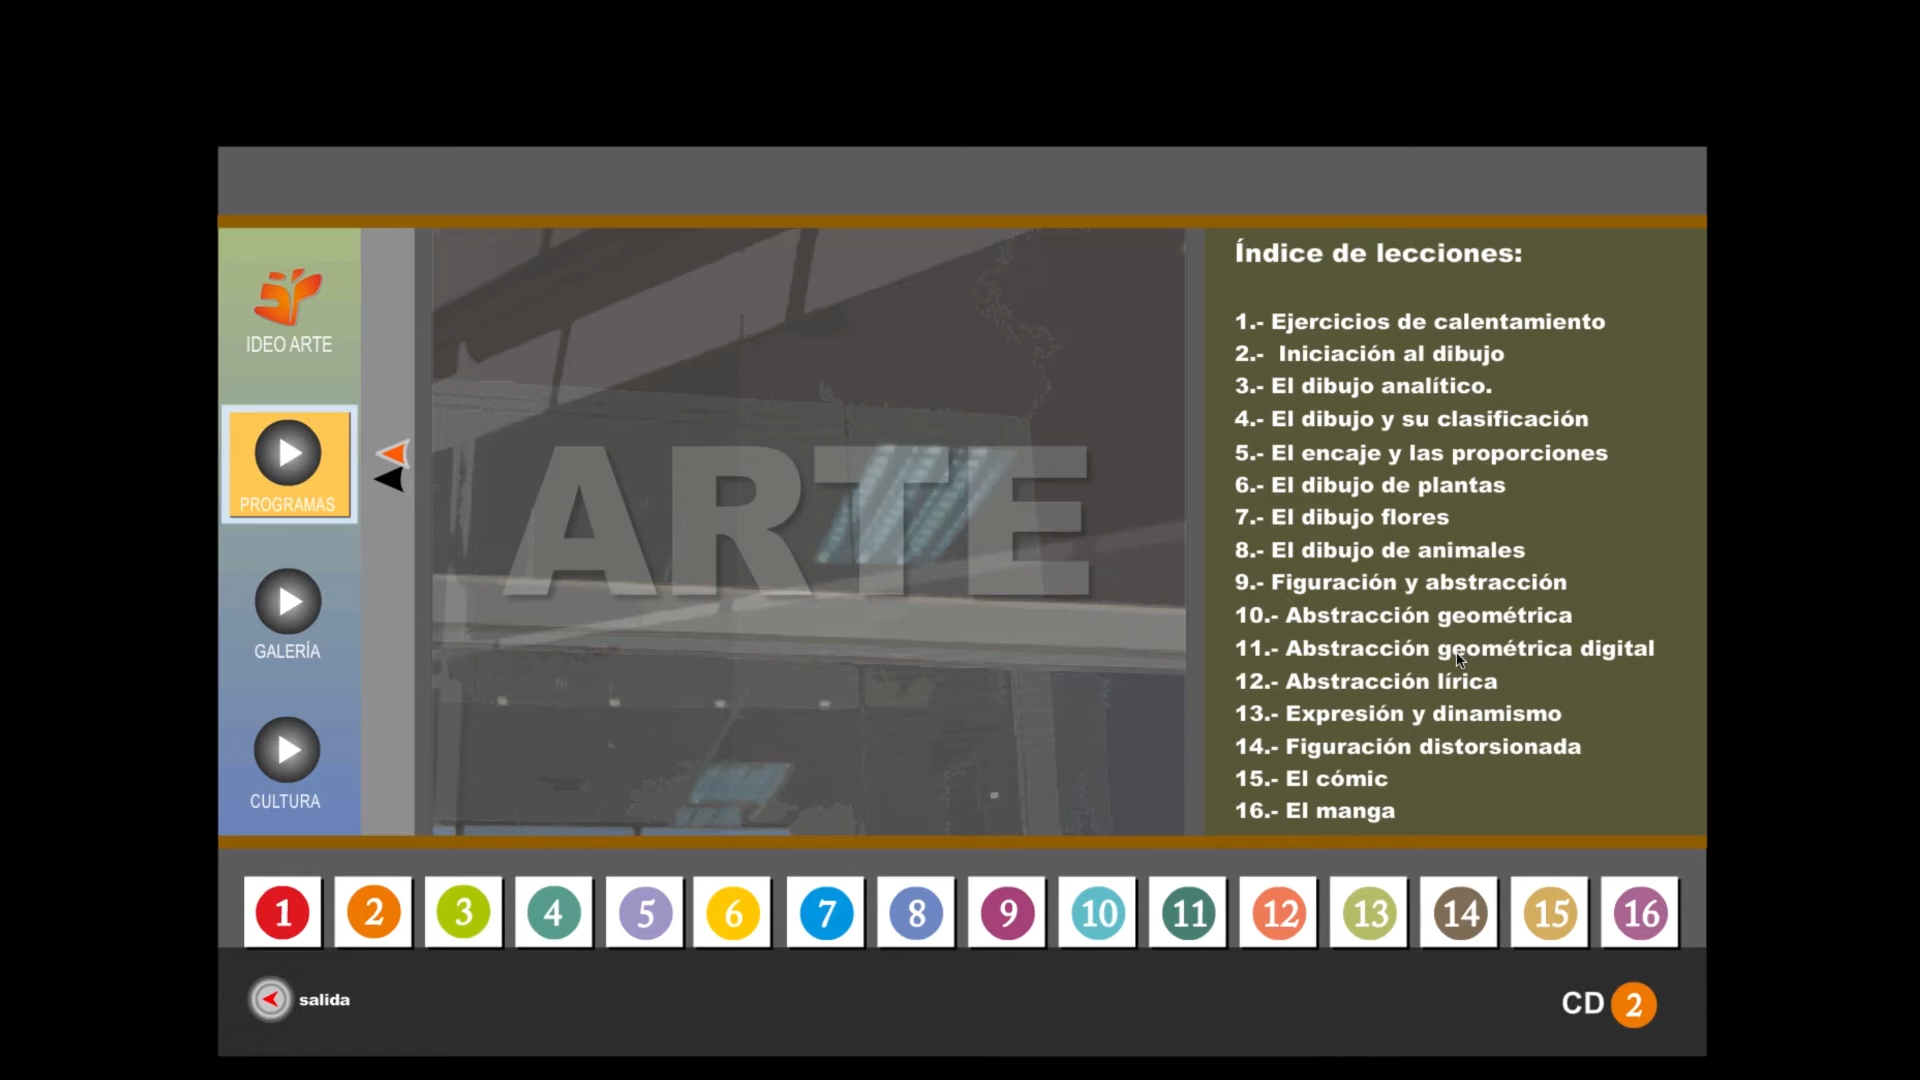 IDEO ARTE
PROGRAMAS
GALERÍA
CULTURA
ARTE
Índice de lecciones:
1.- Ejercicios de calentamiento
2.-  Iniciación al dibujo
3.- El dibujo analítico.
4.- El dibujo y su clasificación
5.- El encaje y las proporciones
6.- El dibujo de plantas
7.- El dibujo flores
8.- El dibujo de animales
9.- Figuración y abstracción
10.- Abstracción geométrica
11.- Abstracción geométrica digital
12.- Abstracción lírica
13.- Expresión y dinamismo
14.- Figuración distorsionada
15.- El cómic
16.- El manga
1 2 3 4 5 6 7 8 9 10 11 12 13 14 15 16
salida
CD 2